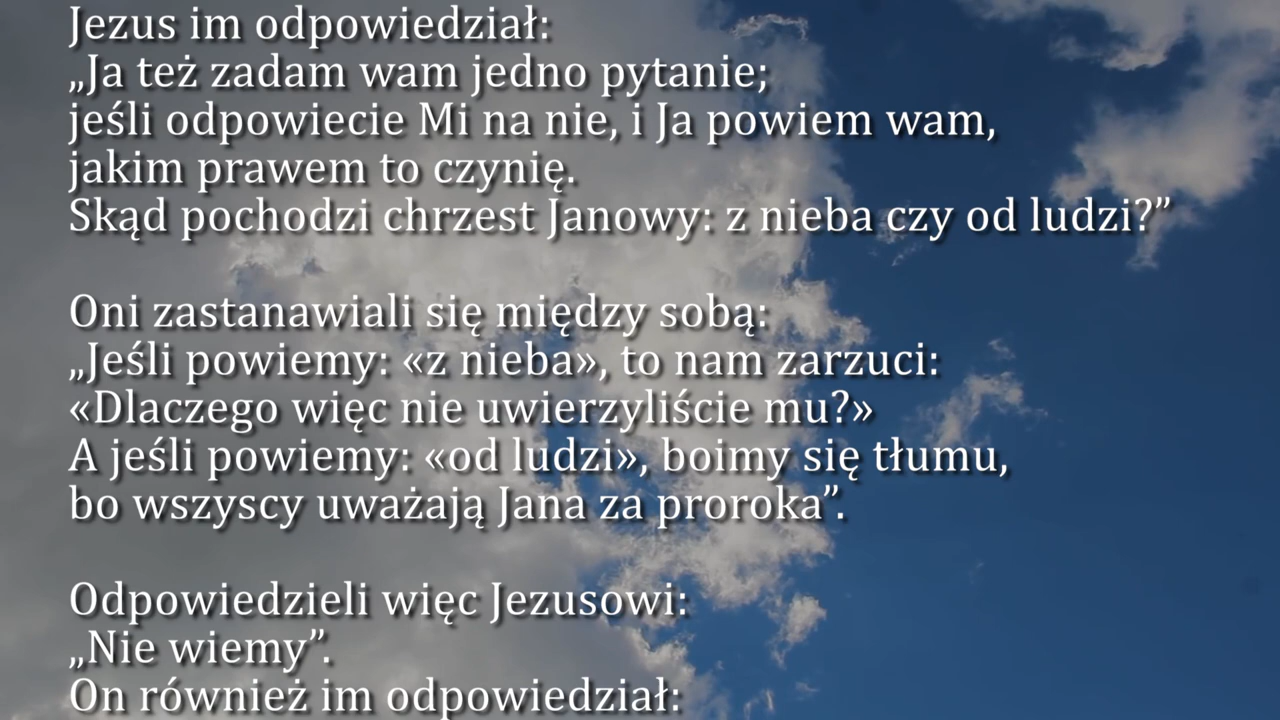 Jezus im odpowiedział:
„Ja też zadam wam jedno pytanie;
jeśli odpowiecie Mi na nie, i Ja powiem wam,
jakim prawem to czynię.
Skąd pochodzi chrzest Janowy: z nieba czy od ludzi?”
Oni zastanawiali się między sobą:
„Jeśli powiemy: «z nieba», to nam zarzuci:
«Dlaczego więc nie uwierzyliście mu?»
A jeśli powiemy: «od ludzi», boimy się tłumu,
bo wszyscy uważają Jana za proroka”.
Odpowiedzieli więc Jezusowi:
„Nie wiemy”.
On również im odpowiedział: